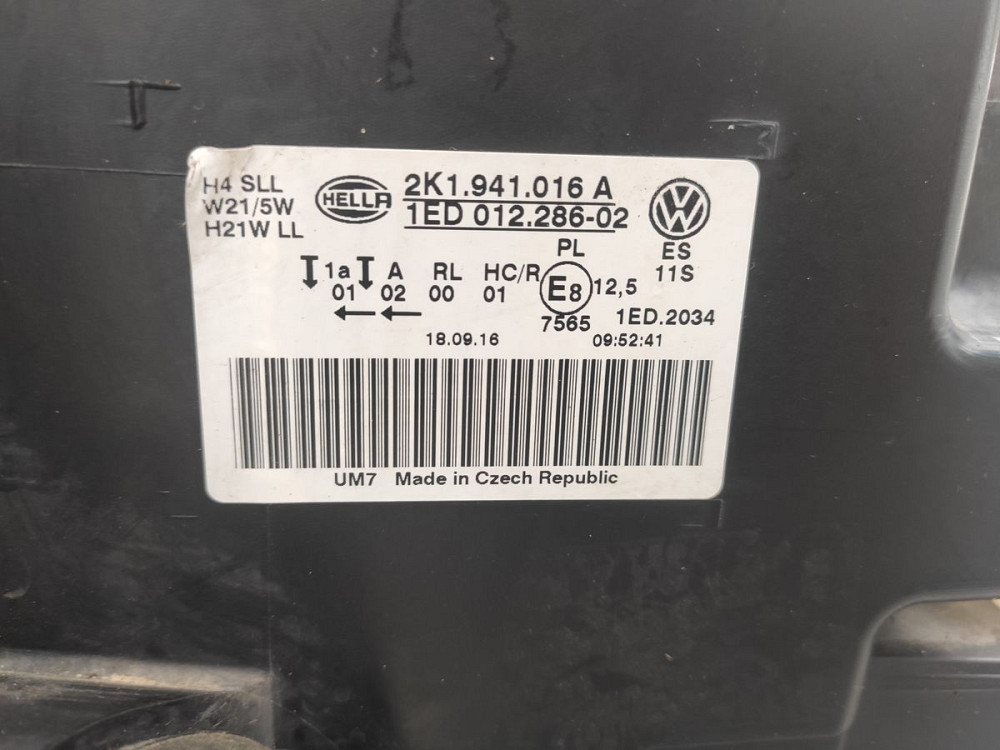 H4 SLL
W21/5W
H21W LL
HELLA
2K1.941.016 A
1ED 012.286-02
PL
ES
11S
1a A RL HC/R E8 12,5
01 02 00 01
7565 1ED.2034
18.09.16 09:52:41
UM7 Made in Czech Republic